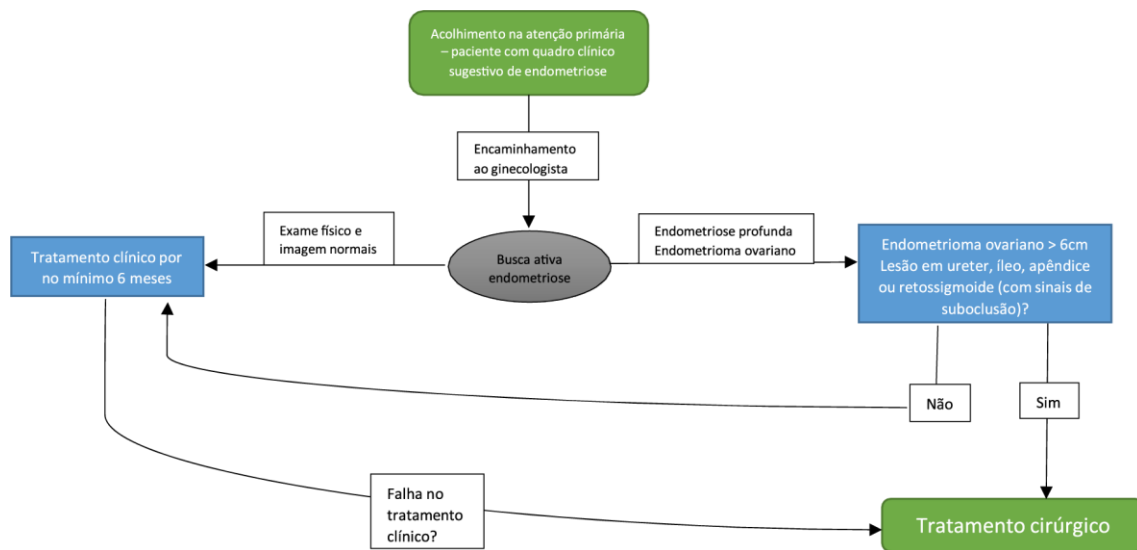 Acolhimento na atenção primária
– paciente com quadro clínico
sugestivo de endometriose
Encaminhamento
ao ginecologista
Exame físico e
imagem normais
Endometriose profunda
Endometrioma ovariano
Tratamento clínico por
no mínimo 6 meses
Busca ativa
endometriose
Endometrioma ovariano > 6cm
Lesão em ureter, íleo, apêndice
ou retossigmoide (com sinais de
suboclusão)?
Não
Sim
Falha no
tratamento
clínico?
Tratamento cirúrgico